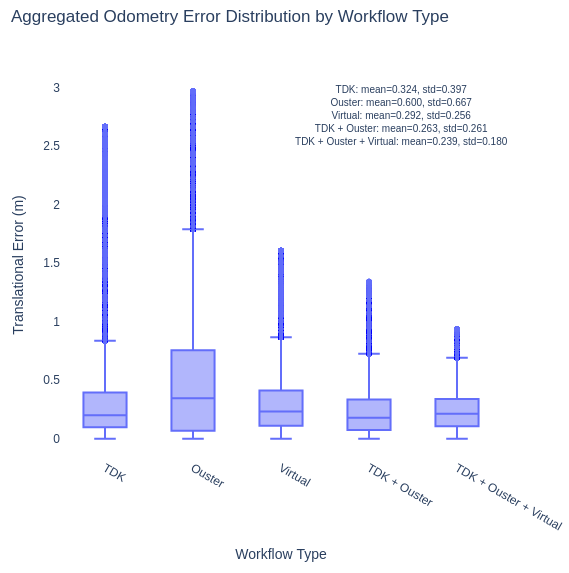 Aggregated Odometry Error Distribution by Workflow Type
TDK: mean=0.324, std=0.397
Ouster: mean=0.600, std=0.667
Virtual: mean=0.292, std=0.256
TDK + Ouster: mean=0.263, std=0.261
TDK + Ouster + Virtual: mean=0.239, std=0.180
Translational Error (m)
3
2.5
2
1.5
1
0.5
0
TDK
Ouster
Virtual
TDK + Ouster
TDK + Ouster + Virtual
Workflow Type